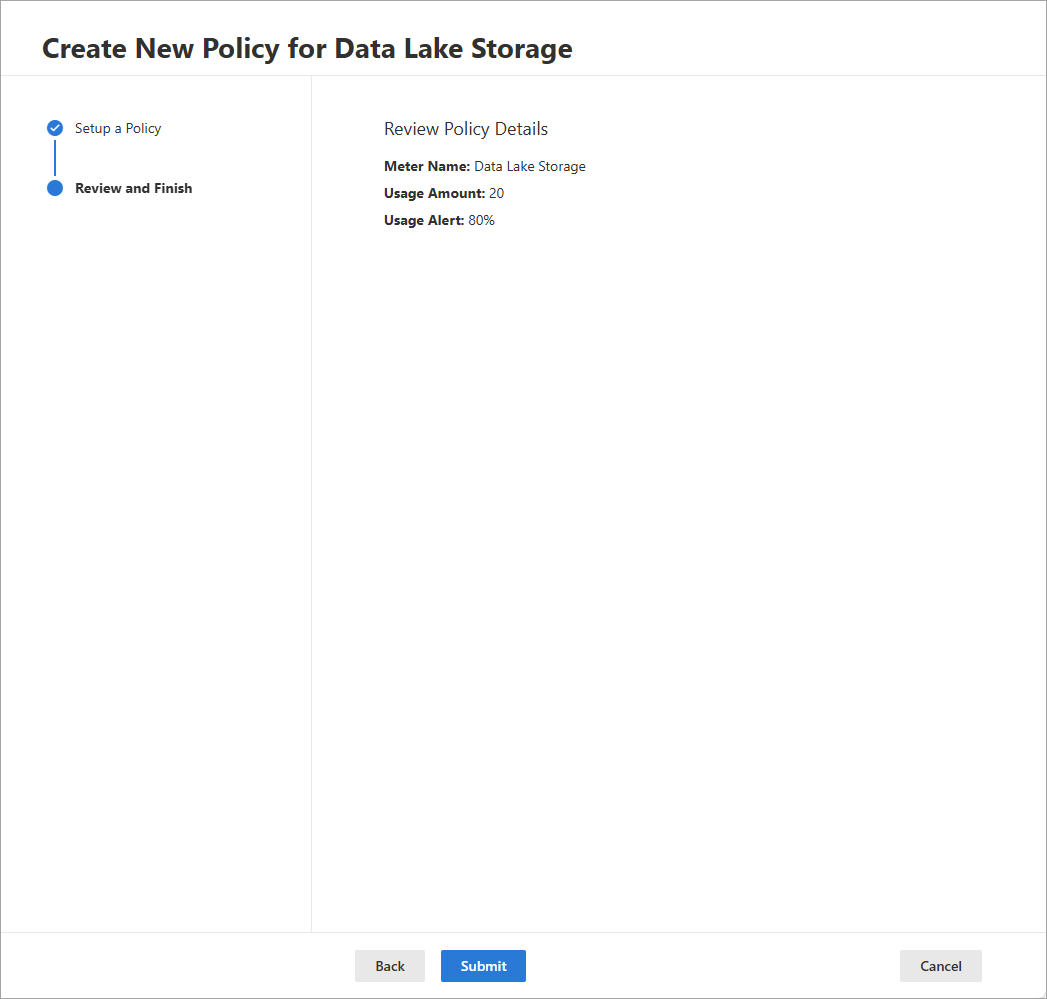 Create New Policy for Data Lake Storage
Setup a Policy
Review and Finish
Review Policy Details
Meter Name: Data Lake Storage
Usage Amount: 20
Usage Alert: 80%
Back
Submit
Cancel